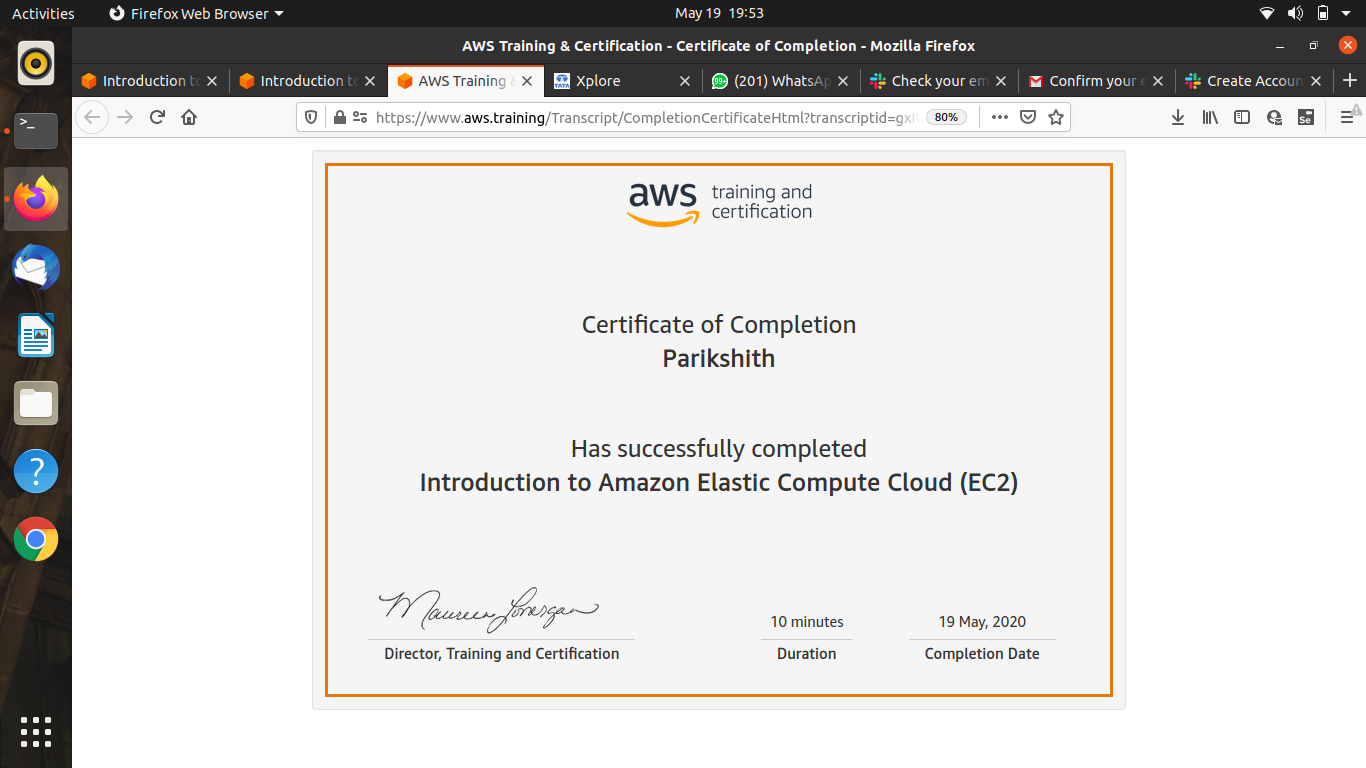 Activities
Firefox Web Browser
May 19 19:53
AWS Training & Certification - Certificate of Completion - Mozilla Firefox
Introduction to
Introduction to
AWS Training &
Xplore
(201) WhatsAp
Check your em
Confirm your e
Create Accoun
https://www.aws.training/Transcript/CompletionCertificateHtml?transcriptid=gx
80%
aws training and
certification
Certificate of Completion
Parikshith
Has successfully completed
Introduction to Amazon Elastic Compute Cloud (EC2)
Maureen Lonergan
10 minutes
19 May, 2020
Director, Training and Certification
Duration
Completion Date
TATA
99+
Se
>_
?